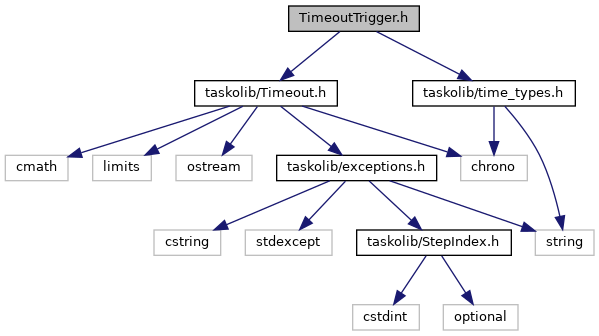 TimeoutTrigger.h
taskolib/Timeout.h
taskolib/time_types.h
cmath
limits
ostream
taskolib/exceptions.h
chrono
cstring
stdexcept
taskolib/StepIndex.h
string
cstdint
optional